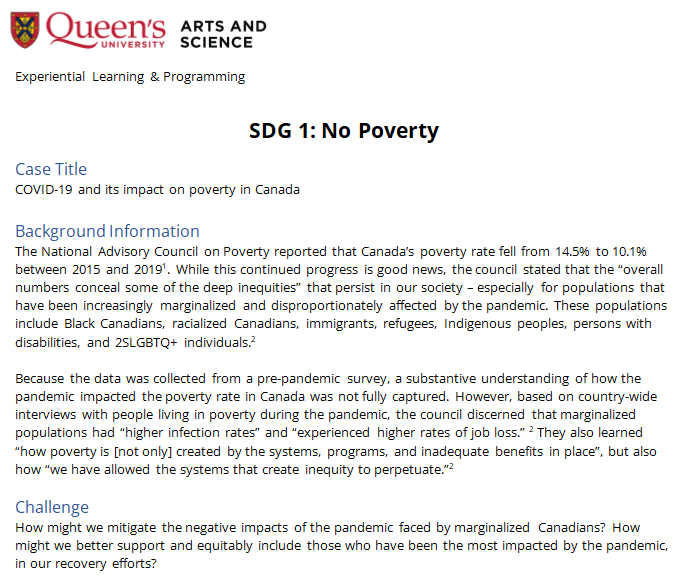 Queen's
UNIVERSITY
ARTS AND
SCIENCE
Experiential Learning & Programming
SDG 1: No Poverty
Case Title
COVID-19 and its impact on poverty in Canada
Background Information
The National Advisory Council on Poverty reported that Canada's poverty rate fell from 14.5% to 10.1%
between 2015 and 2019¹. While this continued progress is good news, the council stated that the “overall
numbers conceal some of the deep inequities” that persist in our society – especially for populations that
have been increasingly marginalized and disproportionately affected by the pandemic. These populations
include Black Canadians, racialized Canadians, immigrants, refugees, Indigenous peoples, persons with
disabilities, and 2SLGBTQ+ individuals.²
Because the data was collected from a pre-pandemic survey, a substantive understanding of how the
pandemic impacted the poverty rate in Canada was not fully captured. However, based on country-wide
interviews with people living in poverty during the pandemic, the council discerned that marginalized
populations had “higher infection rates” and “experienced higher rates of job loss.” ² They also learned
“how poverty is [not only] created by the systems, programs, and inadequate benefits in place”, but also
how “we have allowed the systems that create inequity to perpetuate.”²
Challenge
How might we mitigate the negative impacts of the pandemic faced by marginalized Canadians? How
might we better support and equitably include those who have been the most impacted by the pandemic,
in our recovery efforts?